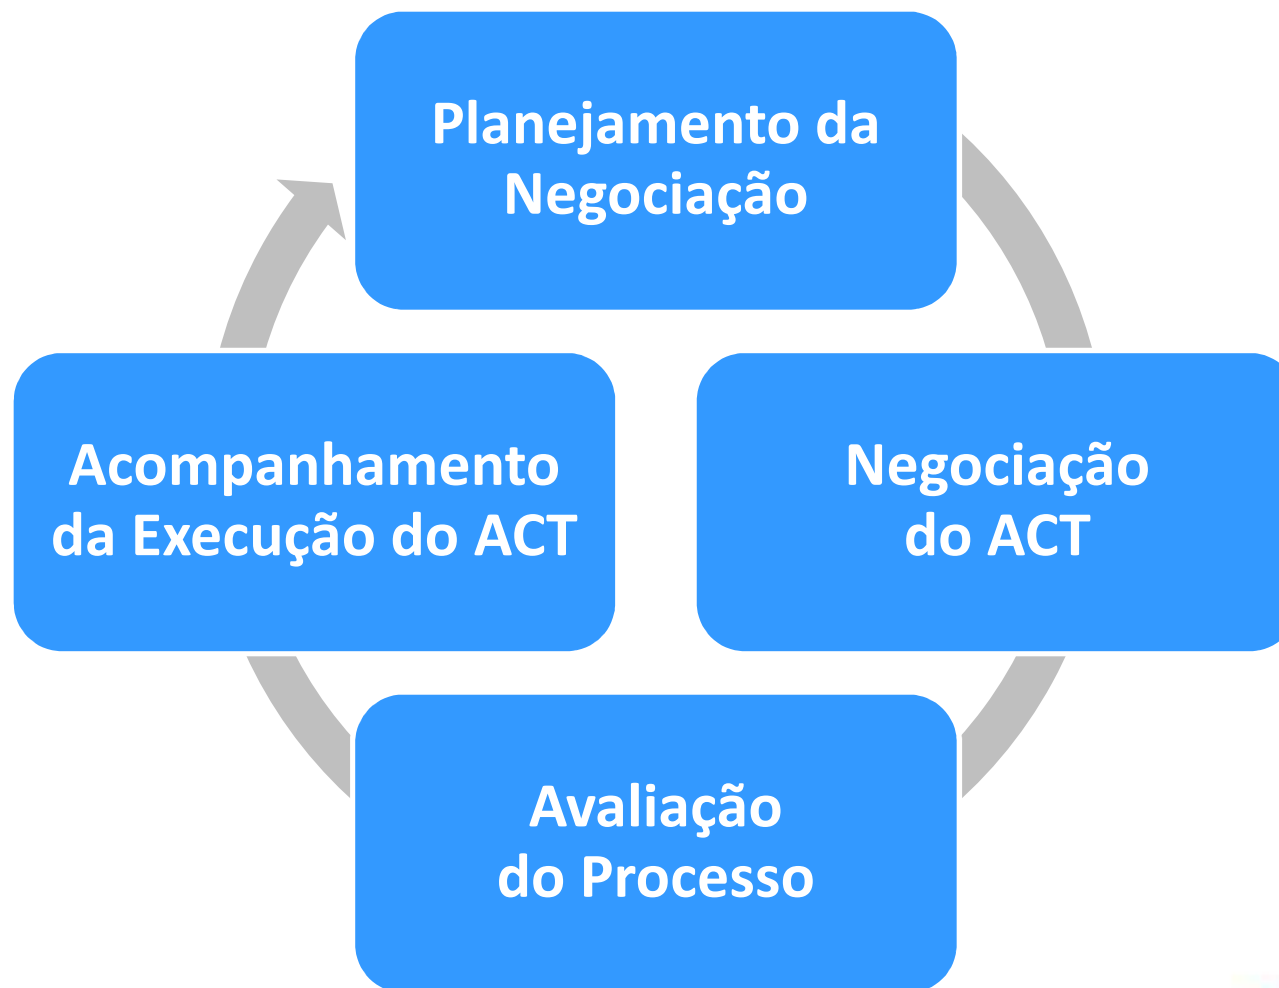 Planejamento da
Negociação
Acompanhamento
da Execução do ACT
Negociação
do ACT
Avaliação
do Processo